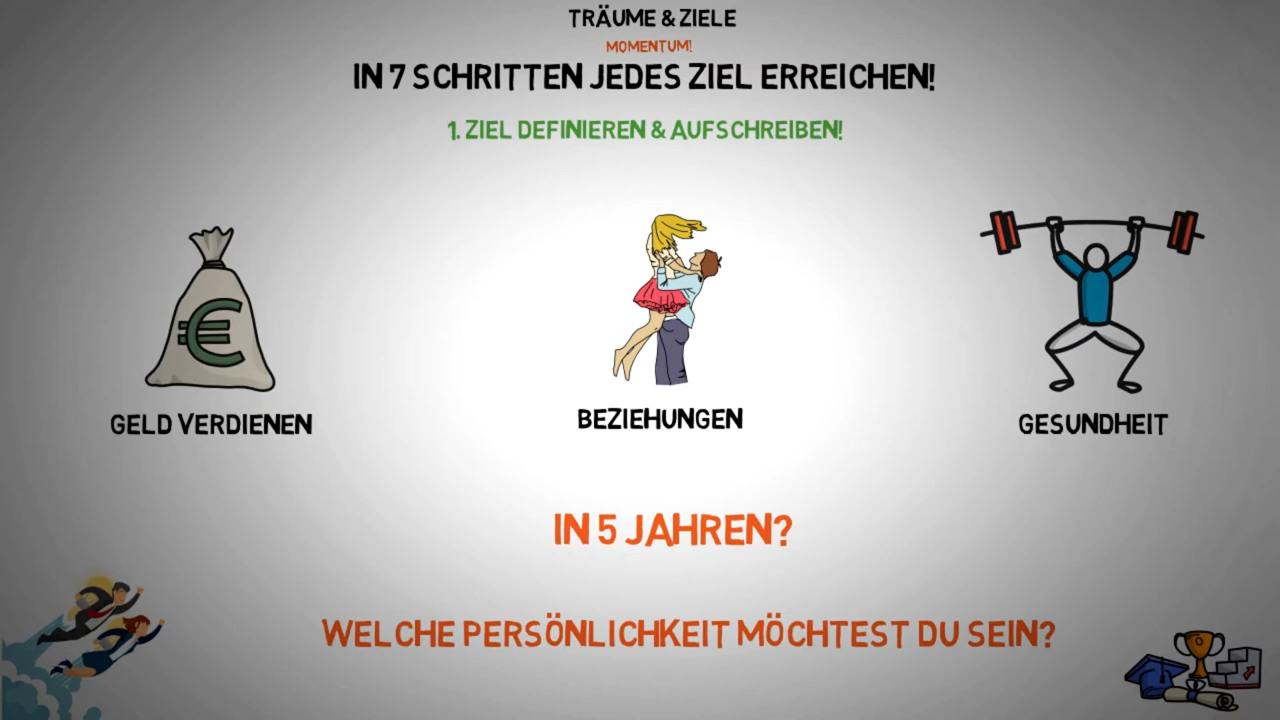 TRÄUME & ZIELE
MOMENTUM!
IN 7 SCHRITTEN JEDES ZIEL ERREICHEN!
1. ZIEL DEFINIEREN & AUFSCHREIBEN!
€
GELD VERDIENEN
BEZIEHUNGEN
GESUNDHEIT
IN 5 JAHREN?
WELCHE PERSÖNLICHKEIT MÖCHTEST DU SEIN?